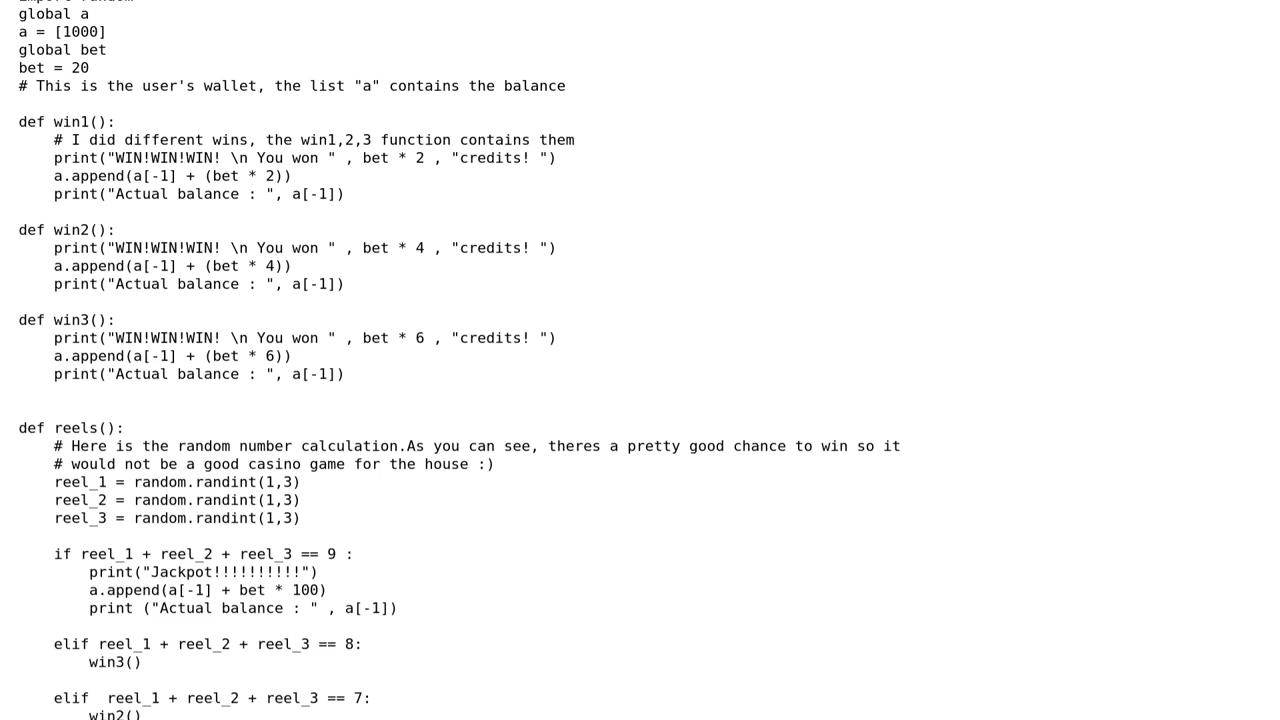 import random
global a
a = [1000]
global bet
bet = 20
# This is the user's wallet, the list "a" contains the balance
def win1():
# I did different wins, the win1,2,3 function contains them
print("WIN!WIN!WIN! \n You won " , bet * 2 , "credits! ")
a.append(a[-1] + (bet * 2))
print("Actual balance : ", a[-1])
def win2():
print("WIN!WIN!WIN! \n You won " , bet * 4 , "credits! ")
a.append(a[-1] + (bet * 4))
print("Actual balance : ", a[-1])
def win3():
print("WIN!WIN!WIN! \n You won " , bet * 6 , "credits! ")
a.append(a[-1] + (bet * 6))
print("Actual balance : ", a[-1])
def reels():
# Here is the random number calculation.As you can see, theres a pretty good chance to win so it
# would not be a good casino game for the house :)
reel_1 = random.randint(1,3)
reel_2 = random.randint(1,3)
reel_3 = random.randint(1,3)
if reel_1 + reel_2 + reel_3 == 9 :
print("Jackpot!!!!!!!!!!")
a.append(a[-1] + bet * 100)
print ("Actual balance : " , a[-1])
elif reel_1 + reel_2 + reel_3 == 8:
win3()
elif  reel_1 + reel_2 + reel_3 == 7:
win2()